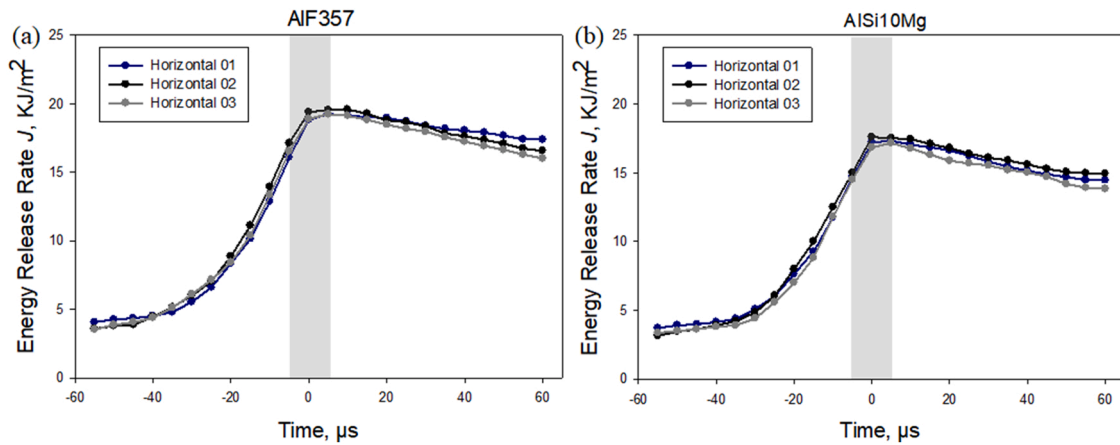 (a)
AlF357
Energy Release Rate J, KJ/m²
25
20
15
10
5
0
Horizontal 01
Horizontal 02
Horizontal 03
-60
-40
-20
0
20
40
60
Time, µs
(b)
AlSi10Mg
Energy Release Rate J, KJ/m²
25
20
15
10
5
0
Horizontal 01
Horizontal 02
Horizontal 03
-60
-40
-20
0
20
40
60
Time, µs